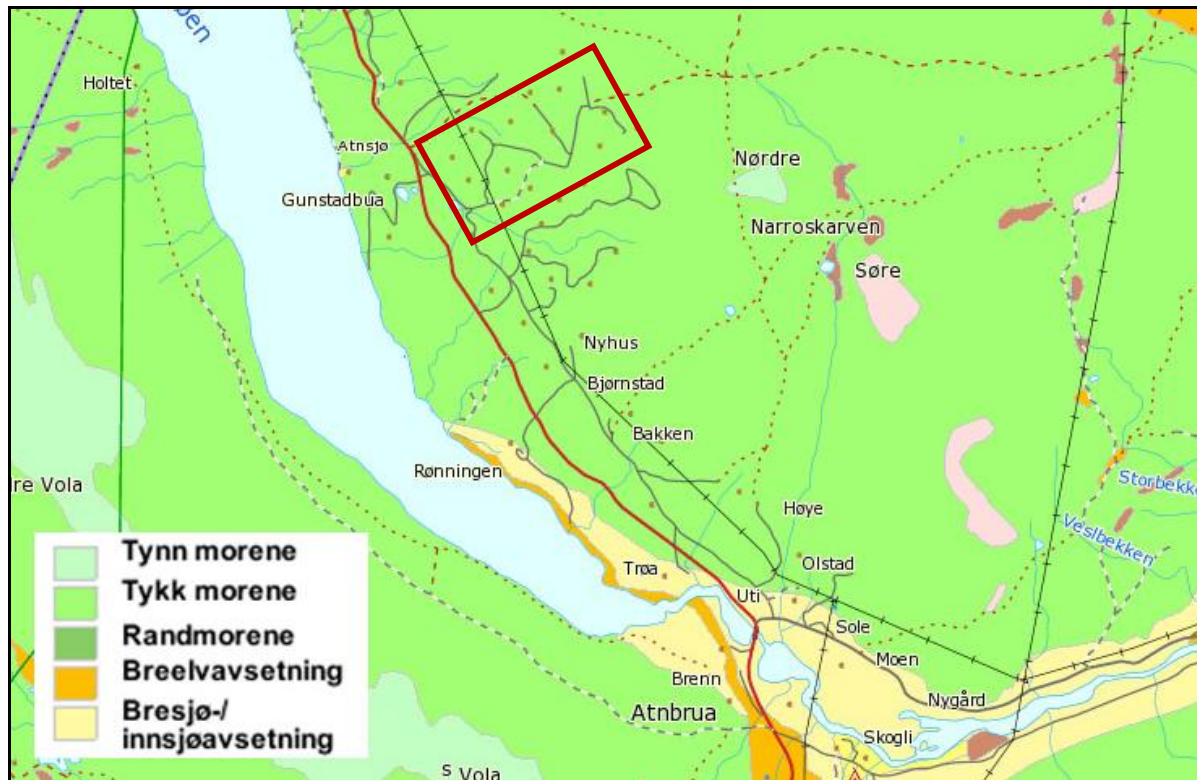 Holtet
Atnsjø
Gunstadbua
Nørdre
Narroskarven
Søre
Nyhus
Bjørnstad
Bakken
Rønningen
Høye
Storbekke
Veslbekken
Trøa
Olstad
Uti
Sole
Moen
Brenn
Nygård
Atnbrua
Skogli
s Vola
re Vola
Tynn morene
Tykk morene
Randmorene
Breelvavsetning
Bresjø-/
innsjøavsetning